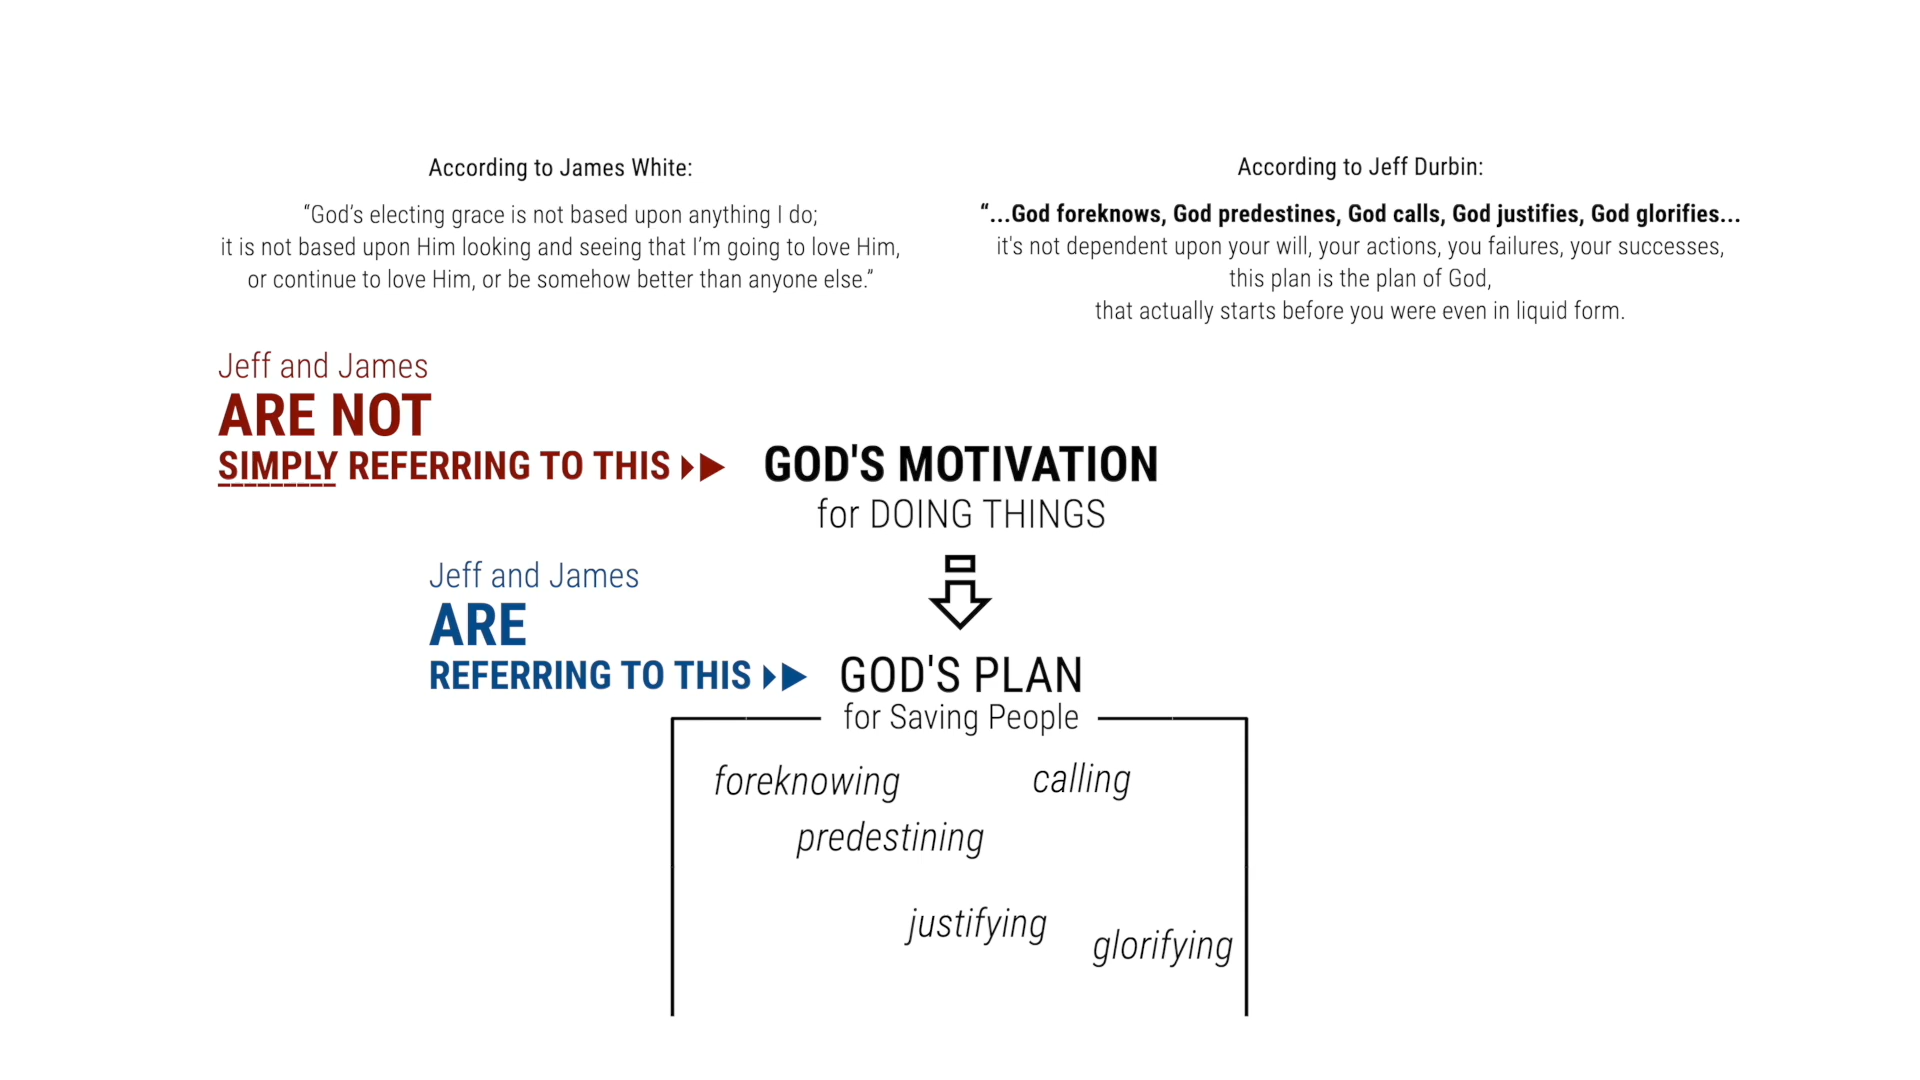 According to James White:
“God’s electing grace is not based upon anything I do;
it is not based upon Him looking and seeing that I’m going to love Him,
or continue to love Him, or be somehow better than anyone else.”
According to Jeff Durbin:
“...God foreknows, God predestines, God calls, God justifies, God glorifies...
it's not dependent upon your will, your actions, you failures, your successes,
this plan is the plan of God,
that actually starts before you were even in liquid form.
Jeff and James
ARE NOT
SIMPLY REFERRING TO THIS
GOD'S MOTIVATION
for DOING THINGS
Jeff and James
ARE
REFERRING TO THIS
GOD'S PLAN
for Saving People
foreknowing
calling
predestining
justifying
glorifying